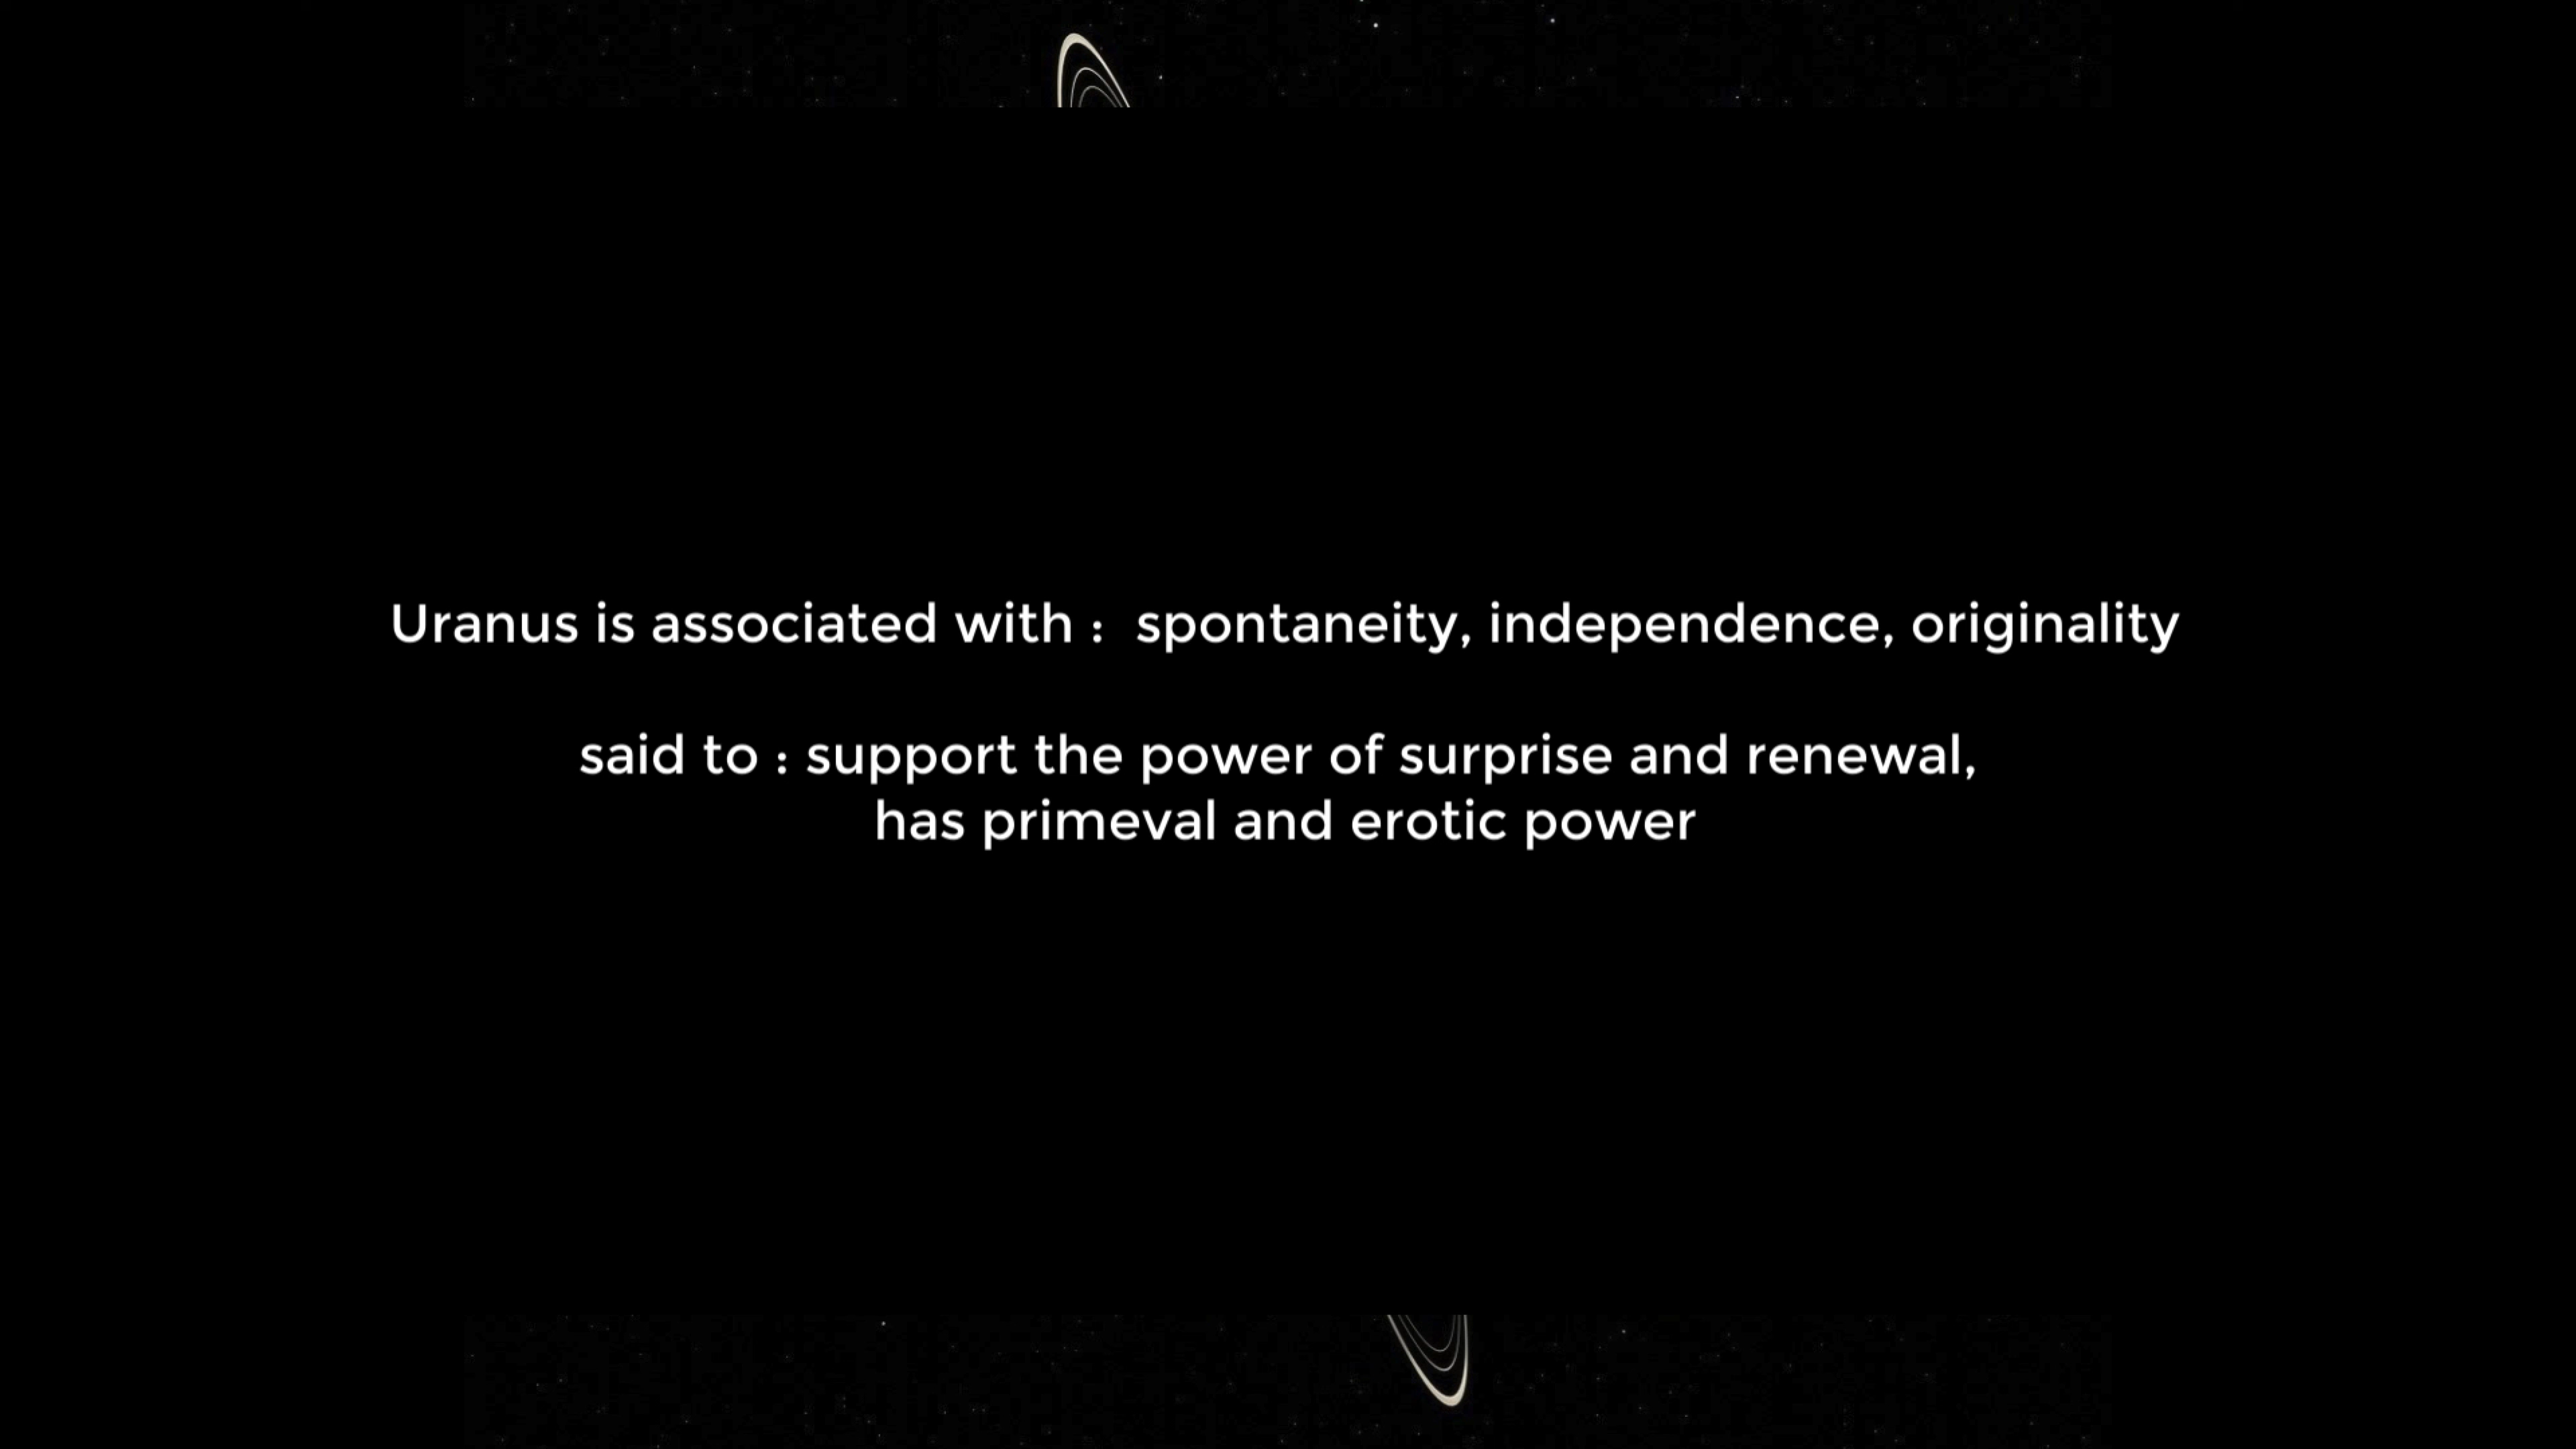 Uranus is associated with :  spontaneity, independence, originality
said to : support the power of surprise and renewal,
has primeval and erotic power